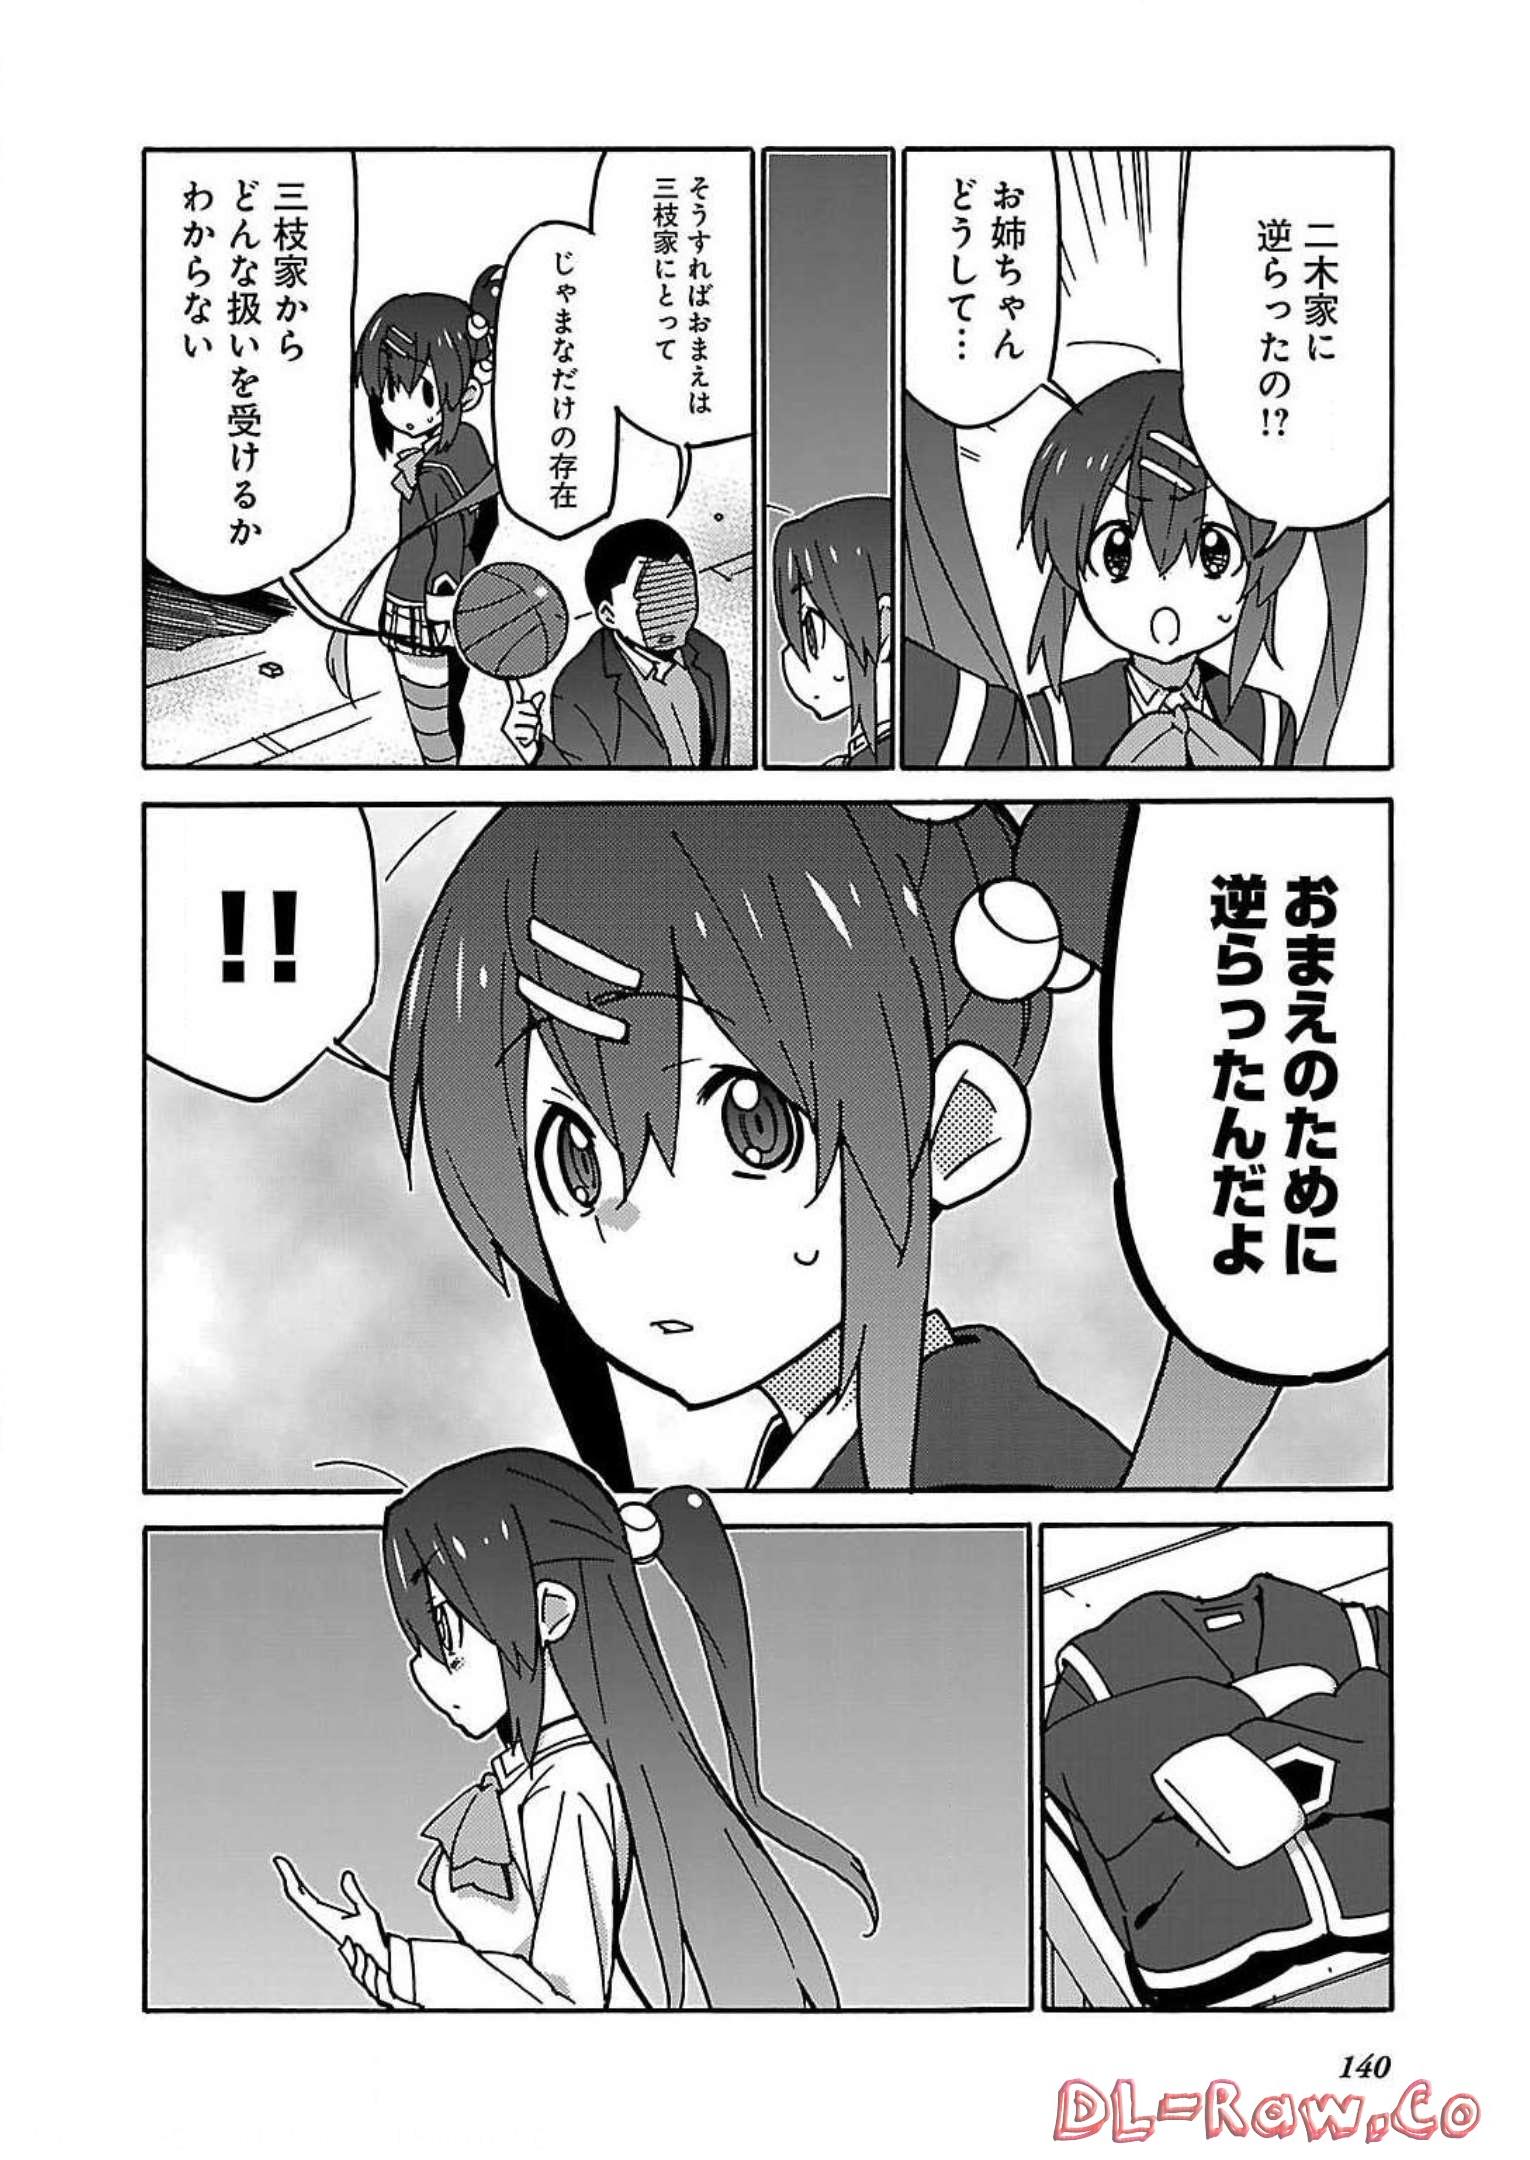 二木家に
逆らったの!?
お姉ちゃん
どうして…
そうすればおまえは
三枝家にとって
じゃまなだけの存在
三枝家から
どんな扱いを受けるか
わからない
おまえのために
逆らったんだよ
!!
140
DL-Raw.Co